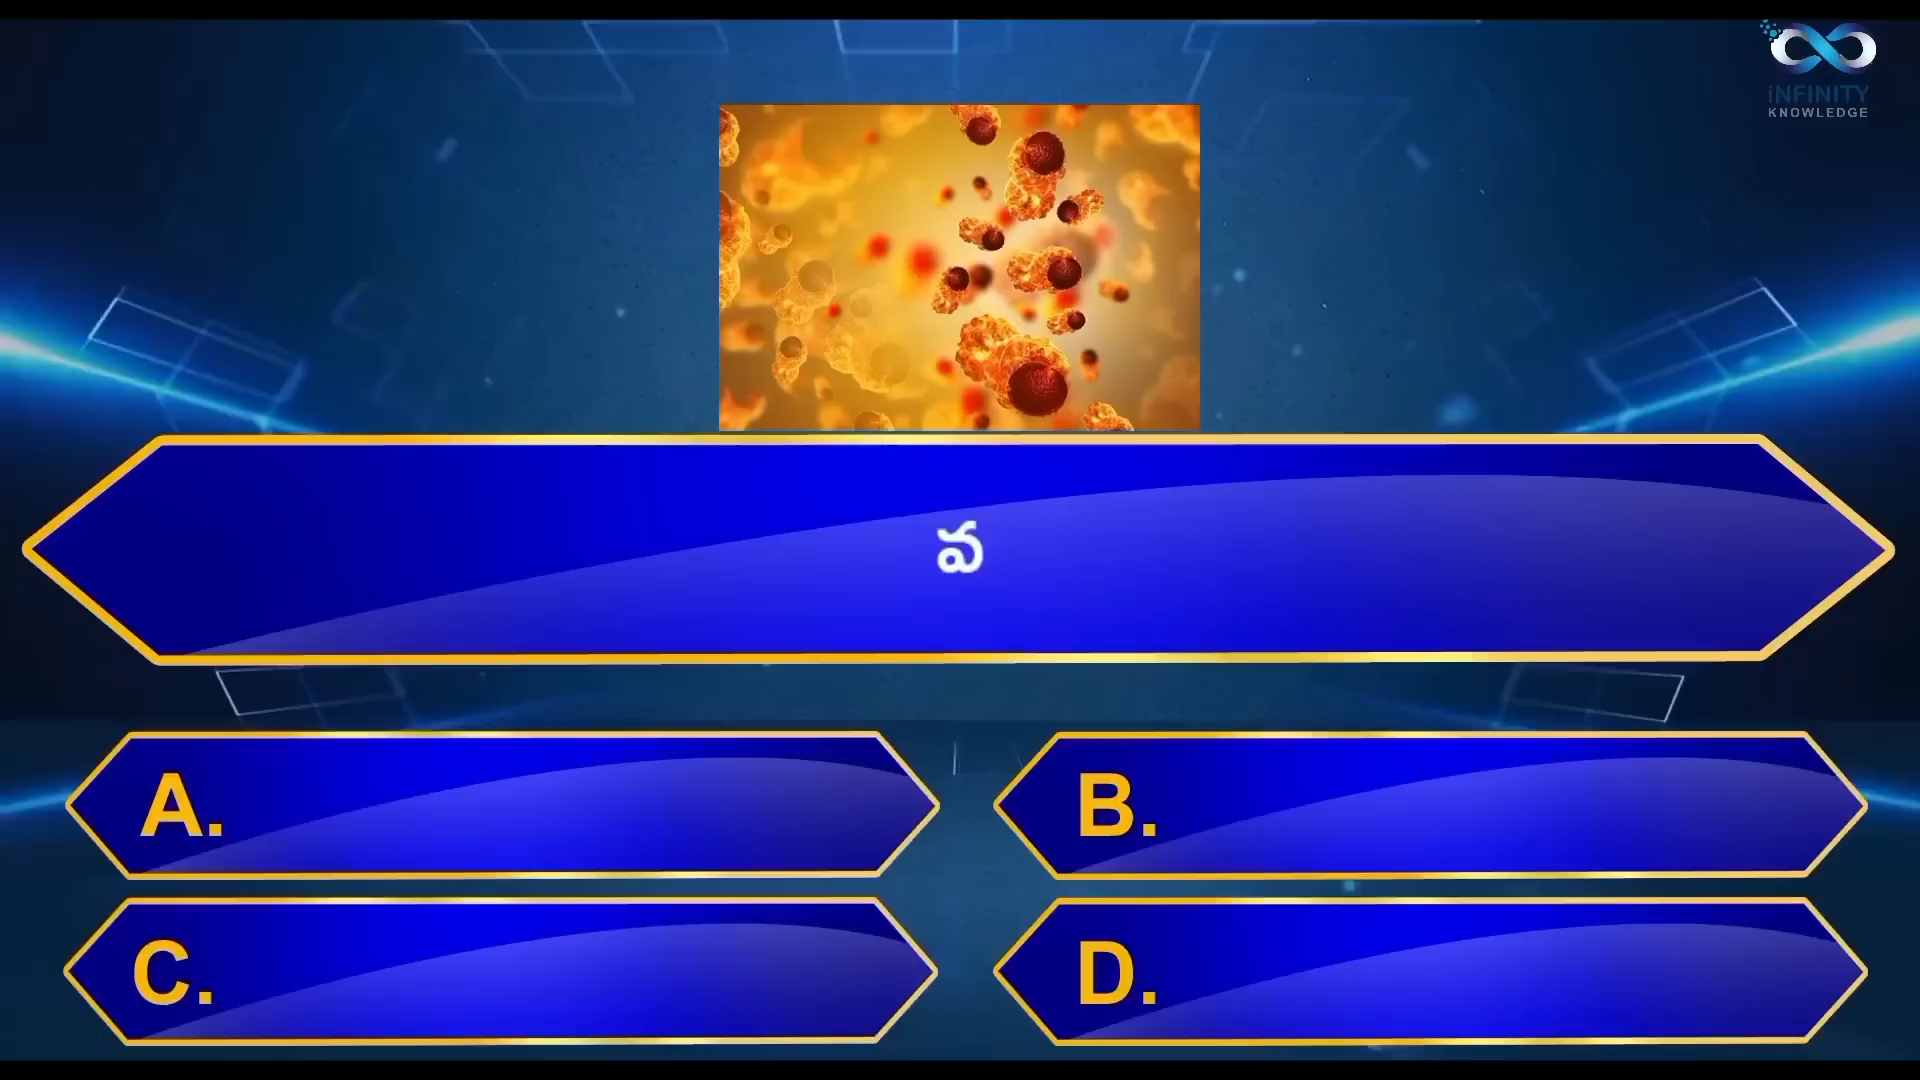 iNFINITY
KNOWLEDGE
వ
A.
B.
C.
D.